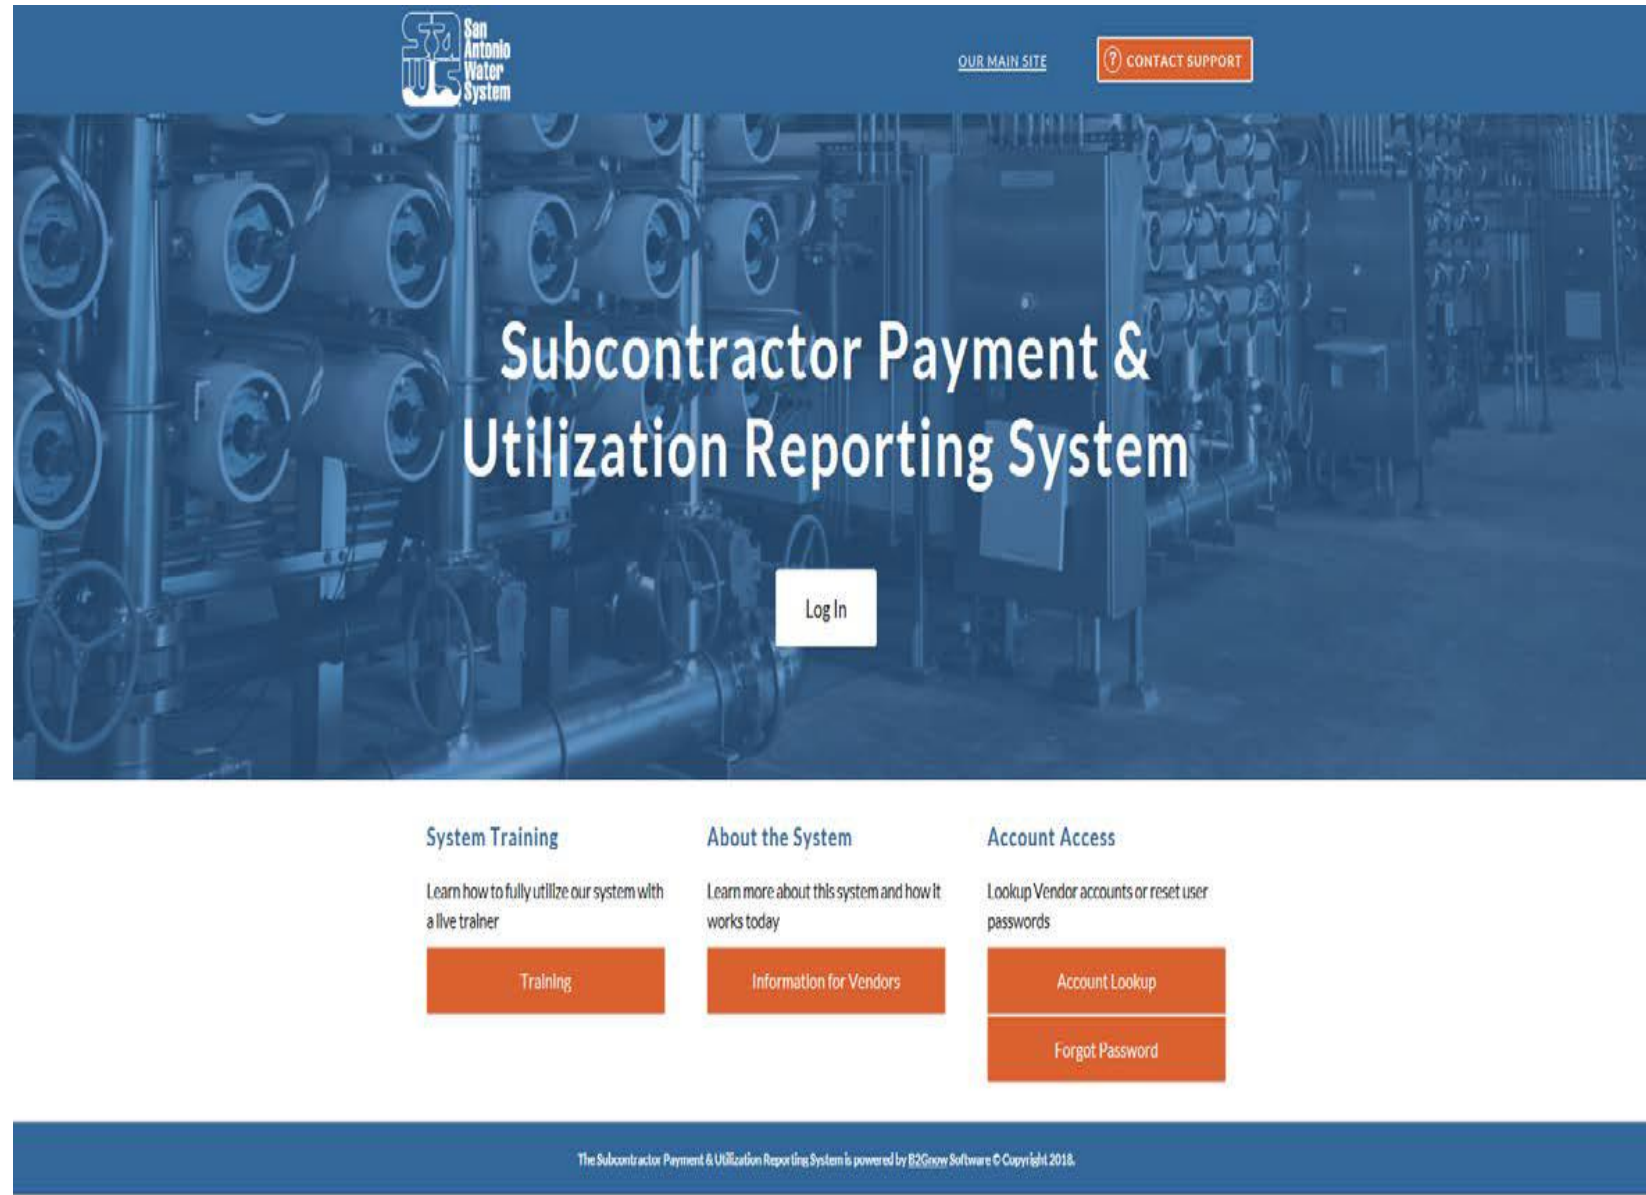 San
Antonio
Water
System
OUR MAIN SITE
? CONTACT SUPPORT
Subcontractor Payment &
Utilization Reporting System
Log In
System Training
Learn how to fully utilize our system with
a live trainer
Training
About the System
Learn more about this system and how it
works today
Information for Vendors
Account Access
Lookup Vendor accounts or reset user
passwords
Account Lookup
Forgot Password
The Subcontractor Payment & Utilization Reporting System is powered by B2Gnow Software © Copyright 2018.